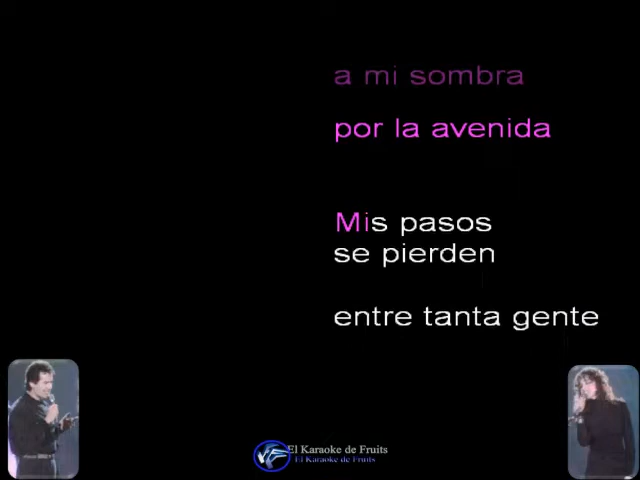 a mi sombra
por la avenida
Mis pasos
se pierden
entre tanta gente
El Karaoke de Fruits
El Karaoke de Fruits